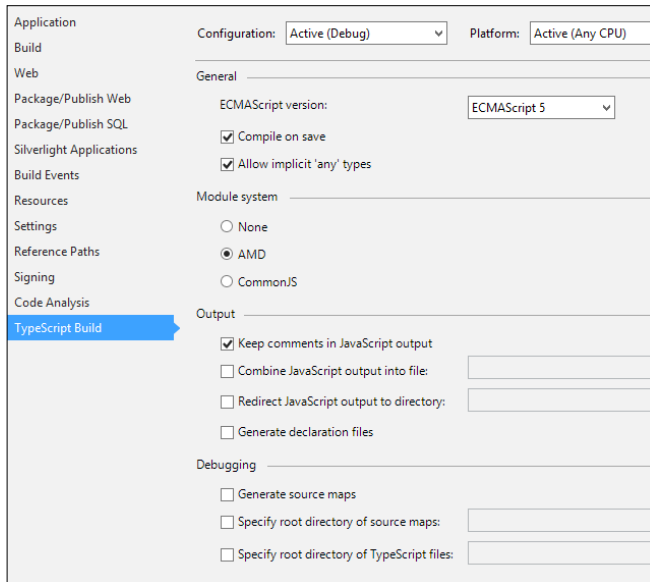 Application
Build
Web
Package/Publish Web
Package/Publish SQL
Silverlight Applications
Build Events
Resources
Settings
Reference Paths
Signing
Code Analysis
TypeScript Build
Configuration: Active (Debug) Platform: Active (Any CPU)
General
ECMAScript version: ECMAScript 5
Compile on save
Allow implicit 'any' types
Module system
None
AMD
CommonJS
Output
Keep comments in JavaScript output
Combine JavaScript output into file:
Redirect JavaScript output to directory:
Generate declaration files
Debugging
Generate source maps
Specify root directory of source maps:
Specify root directory of TypeScript files: